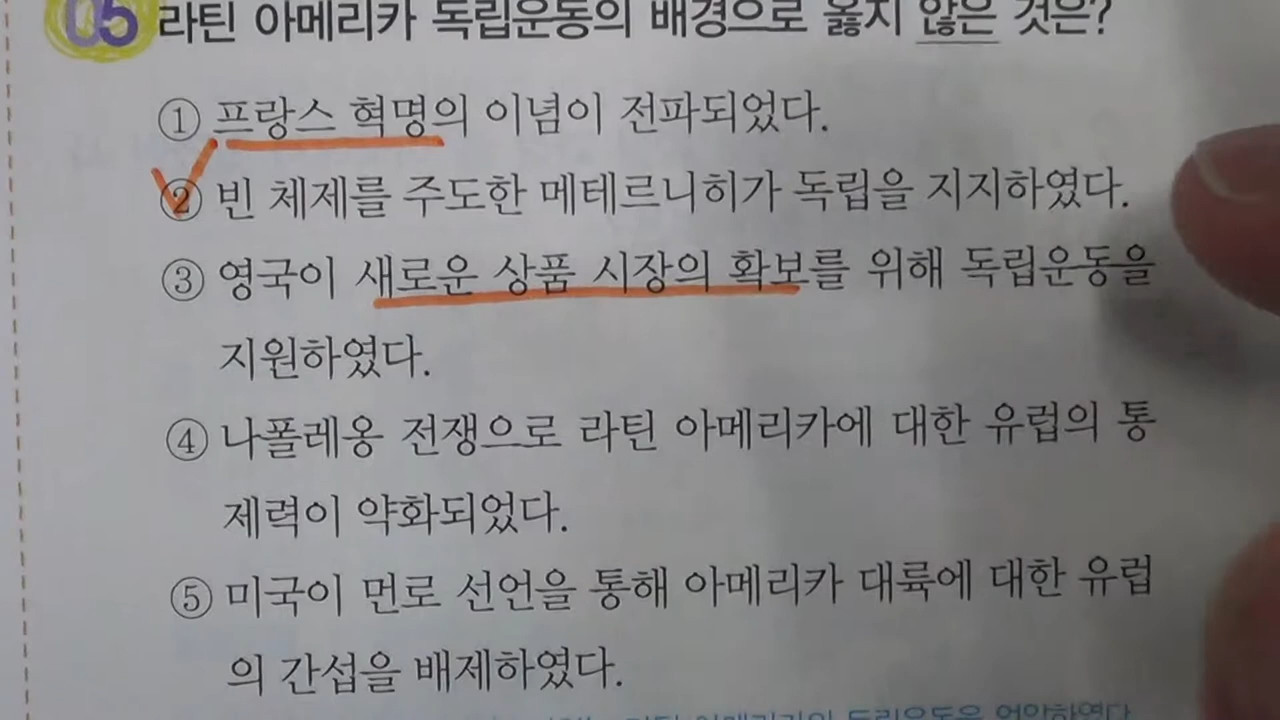 05 라틴 아메리카 독립운동의 배경으로 옳지 않은 것은?
① 프랑스 혁명의 이념이 전파되었다.
② 빈 체제를 주도한 메테르니히가 독립을 지지하였다.
③ 영국이 새로운 상품 시장의 확보를 위해 독립운동을
지원하였다.
④ 나폴레옹 전쟁으로 라틴 아메리카에 대한 유럽의 통
제력이 약화되었다.
⑤ 미국이 먼로 선언을 통해 아메리카 대륙에 대한 유럽
의 간섭을 배제하였다.